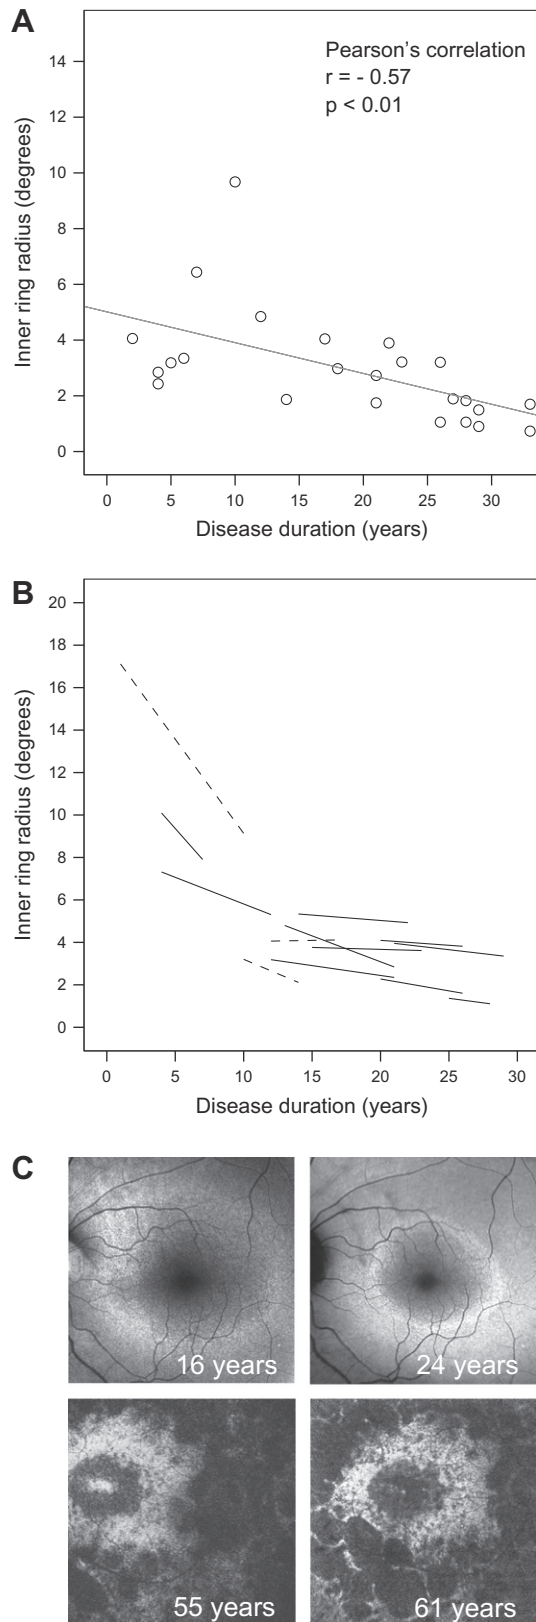 A
Pearson's correlation
r = - 0.57
p < 0.01
14
12
10
8
6
4
2
0
Inner ring radius (degrees)
0 5 10 15 20 25 30
Disease duration (years)
B
20
18
16
14
12
10
8
6
4
2
0
Inner ring radius (degrees)
0 5 10 15 20 25 30
Disease duration (years)
C
16 years
24 years
55 years
61 years